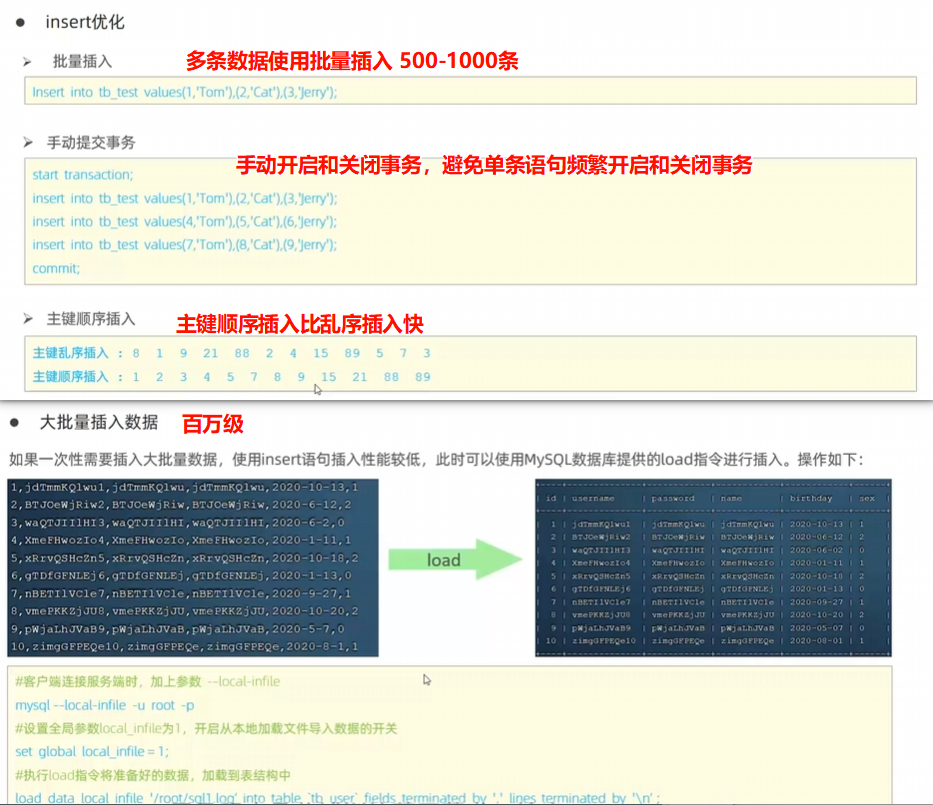 ● insert优化
➢ 批量插入 多条数据使用批量插入 500-1000条
Insert into tb_test values(1,'Tom'),(2,'Cat'),(3,'Jerry');
➢ 手动提交事务
手动开启和关闭事务，避免单条语句频繁开启和关闭事务
start transaction;
insert into tb_test values(1,'Tom'),(2,'Cat'),(3,'Jerry');
insert into tb_test values(4,'Tom'),(5,'Cat'),(6,'Jerry');
insert into tb_test values(7,'Tom'),(8,'Cat'),(9,'Jerry');
commit;
➢ 主键顺序插入 主键顺序插入比乱序插入快
主键乱序插入 : 8 1 9 21 88 2 4 15 89 5 7 3
主键顺序插入 : 1 2 3 4 5 7 8 9 15 21 88 89
● 大批量插入数据 百万级
如果一次性需要插入大批量数据，使用insert语句插入性能较低，此时可以使用MySQL数据库提供的load指令进行插入。操作如下：
1,jdTmmKQlwu1,jdTmmKQlwu,jdTmmKQlwu,2020-10-13,1
2,BTJOeWjRiw2,BTJOeWjRiw,BTJOeWjRiw,2020-6-12,2
3,waQTJIIlHI3,waQTJIIlHI,waQTJIIlHI,2020-6-2,0
4,XmeFHwozIo4,XmeFHwozIo,XmeFHwozIo,2020-1-11,1
5,xRrvQSHcZn5,xRrvQSHcZn,xRrvQSHcZn,2020-10-18,2
6,gTDfGFNLEj6,gTDfGFNLEj,gTDfGFNLEj,2020-1-13,0
7,nBETIlVCle7,nBETIlVCle,nBETIlVCle,2020-9-27,1
8,vmePKKZjJU8,vmePKKZjJU,vmePKKZjJU,2020-10-20,2
9,pWjaLhJVaB9,pWjaLhJVaB,pWjaLhJVaB,2020-5-7,0
10,zimgGFPEQe10,zimgGFPEQe,zimgGFPEQe,2020-8-1,1
load
| id | username | password | name | birthday | sex
| 1 | jdTmmKQlwu1 | jdTmmKQlwu | jdTmmKQlwu | 2020-10-13 | 1
| 2 | BTJOeWjRiw2 | BTJOeWjRiw | BTJOeWjRiw | 2020-06-12 | 2
| 3 | waQTJIIlHI3 | waQTJIIlHI | waQTJIIlHI | 2020-06-02 | 0
| 4 | XmeFHwozIo4 | XmeFHwozIo | XmeFHwozIo | 2020-01-11 | 1
| 5 | xRrvQSHcZn5 | xRrvQSHcZn | xRrvQSHcZn | 2020-10-18 | 2
| 6 | gTDfGFNLEj6 | gTDfGFNLEj | gTDfGFNLEj | 2020-01-13 | 0
| 7 | nBETIlVCle7 | nBETIlVCle | nBETIlVCle | 2020-09-27 | 1
| 8 | vmePKKZjJU8 | vmePKKZjJU | vmePKKZjJU | 2020-10-20 | 2
| 9 | pWjaLhJVaB9 | pWjaLhJVaB | pWjaLhJVaB | 2020-05-07 | 0
| 10 | zimgGFPEQe10 | zimgGFPEQe | zimgGFPEQe | 2020-08-01 | 1
#客户端连接服务端时，加上参数 --local-infile
mysql --local-infile -u root -p
#设置全局参数local_infile为1，开启从本地加载文件导入数据的开关
set global local_infile = 1;
#执行load指令将准备好的数据，加载到表结构中
load data local infile '/root/sql1.log' into table `tb_user` fields terminated by ',' lines terminated by '\n' ;